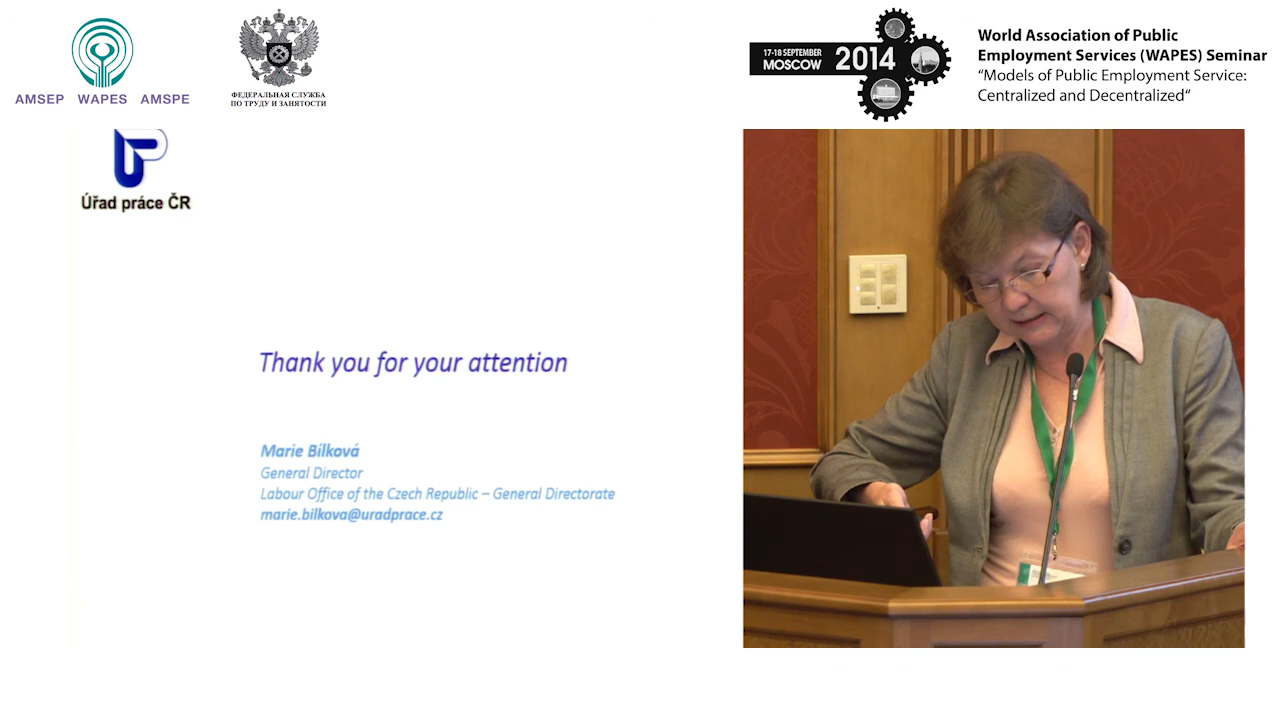 AMSEP WAPES AMSPE
ФЕДЕРАЛЬНАЯ СЛУЖБА
ПО ТРУДУ И ЗАНЯТОСТИ
17-18 SEPTEMBER
MOSCOW
2014
World Association of Public
Employment Services (WAPES) Seminar
“Models of Public Employment Service:
Centralized and Decentralized“
Úřad práce ČR
Thank you for your attention
Marie Bílková
General Director
Labour Office of the Czech Republic – General Directorate
marie.bilkova@uradprace.cz